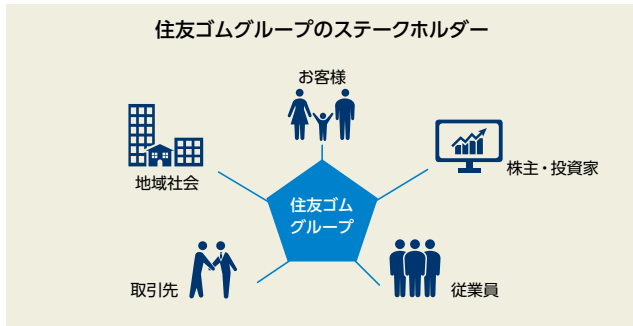 住友ゴムグループのステークホルダー
お客様
地域社会
株主・投資家
住友ゴム
グループ
取引先
従業員